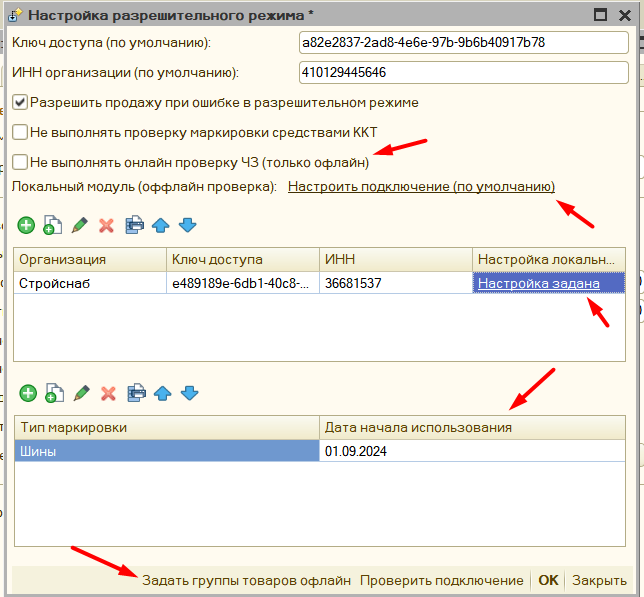 Настройка разрешительного режима *
Ключ доступа (по умолчанию): a82e2837-2ad8-4e6e-97b-9b6b40917b78
ИНН организации (по умолчанию): 410129445646
Разрешить продажу при ошибке в разрешительном режиме
Не выполнять проверку маркировки средствами ККТ
Не выполнять онлайн проверку ЧЗ (только офлайн)
Локальный модуль (оффлайн проверка): Настроить подключение (по умолчанию)
Организация Ключ доступа ИНН Настройка локальн...
Стройснаб e489189e-6db1-40c8-... 36681537 Настройка задана
Тип маркировки Дата начала использования
Шины 01.09.2024
Задать группы товаров офлайн Проверить подключение OK Закрыть